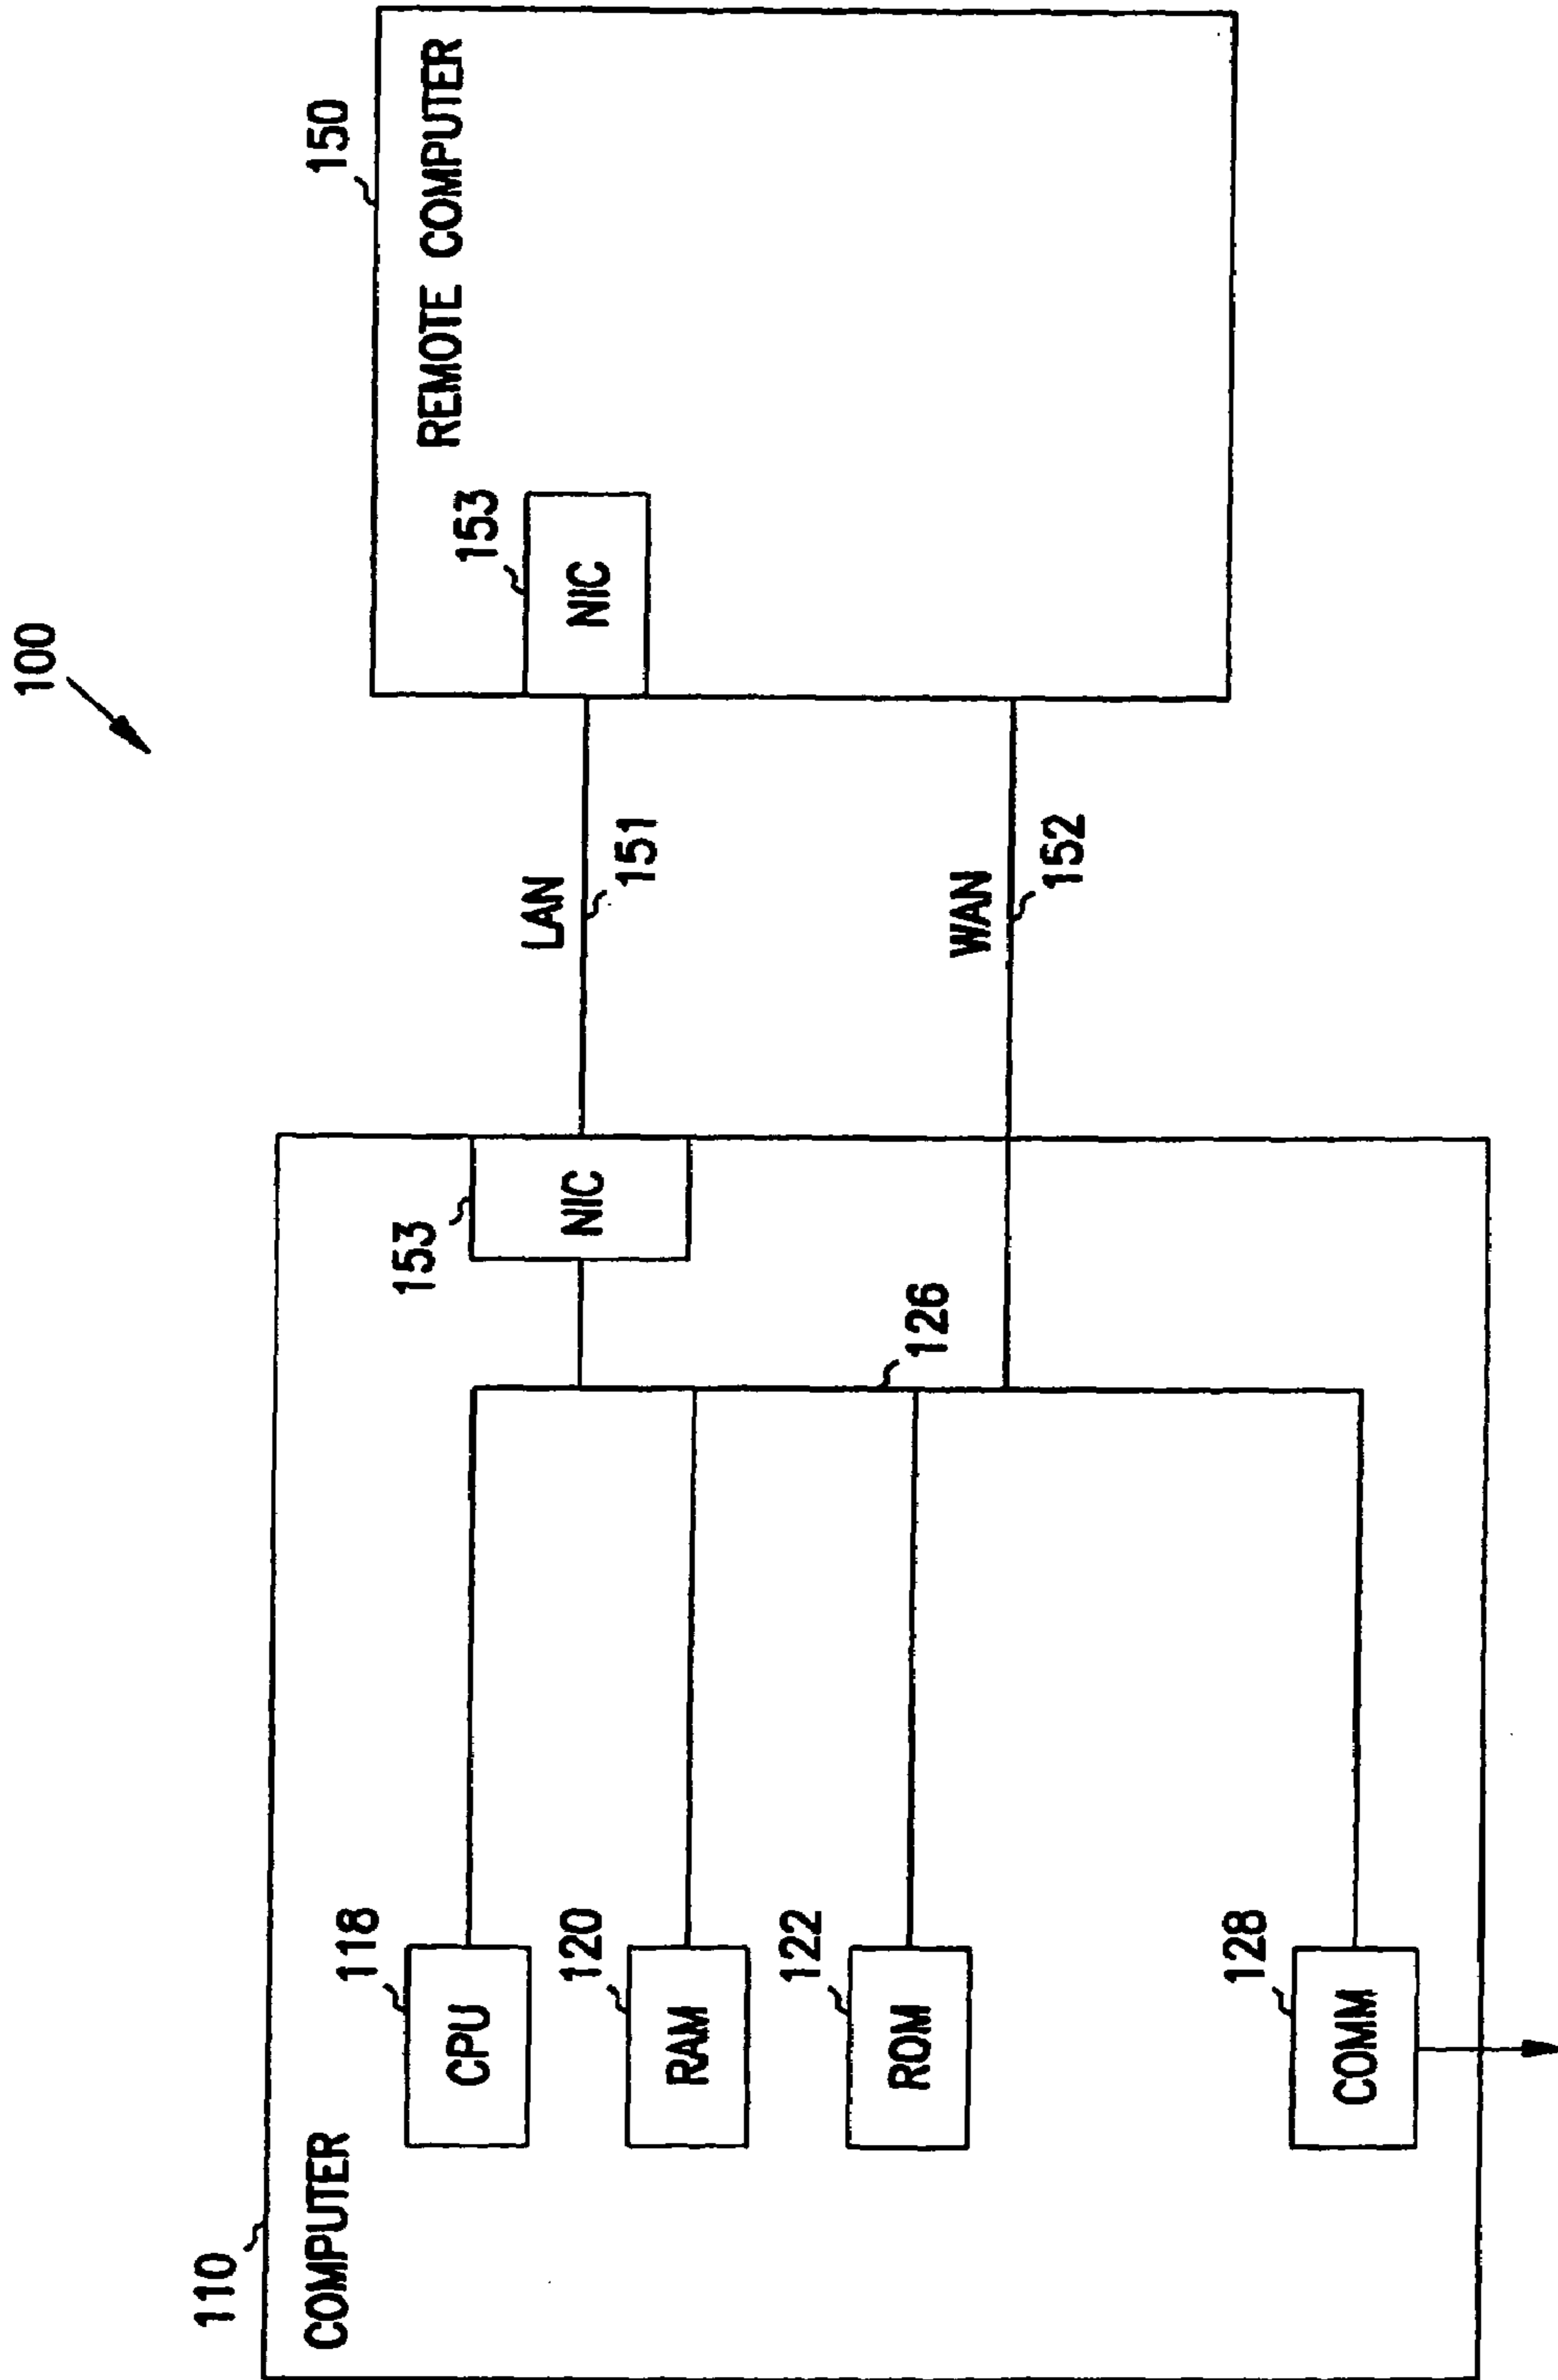 100
110
COMPUTER
118
CPU
120
RAM
122
ROM
128
COMM
126
153
NIC
LAN
151
WAN
152
150
REMOTE COMPUTER
153
NIC